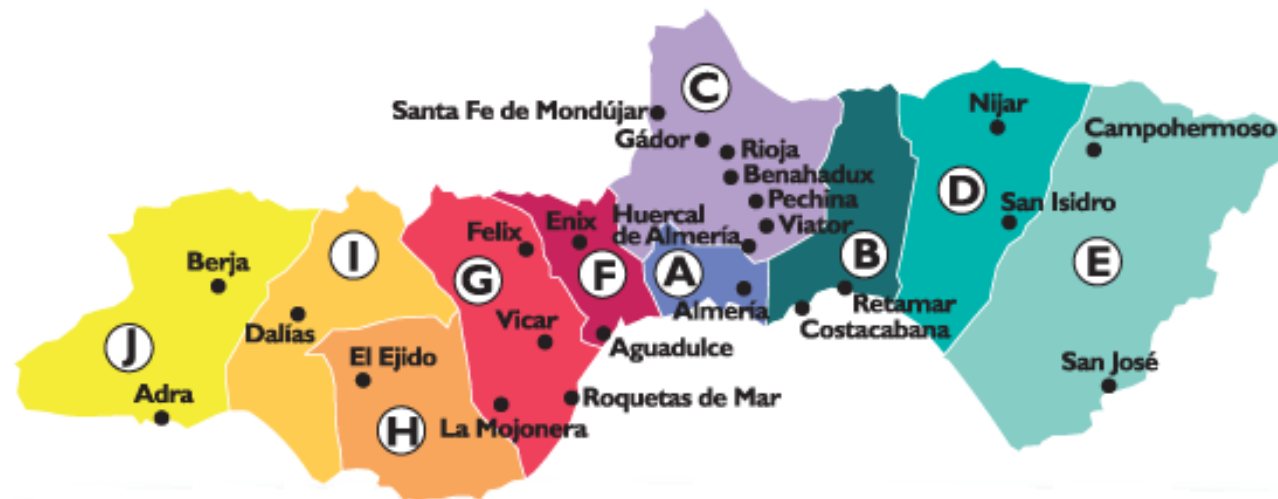 C
Santa Fe de Mondújar
Gádor
Rioja
Benahadux
Pechina
Viator
Huercal
de Almería
Nijar
Campohermoso
D
San Isidro
E
San José
B
Retamar
Costacabana
A
Almería
Enix
F
Aguadulce
Felix
G
Vicar
Roquetas de Mar
La Mojonera
I
Dalías
El Ejido
H
Berja
J
Adra